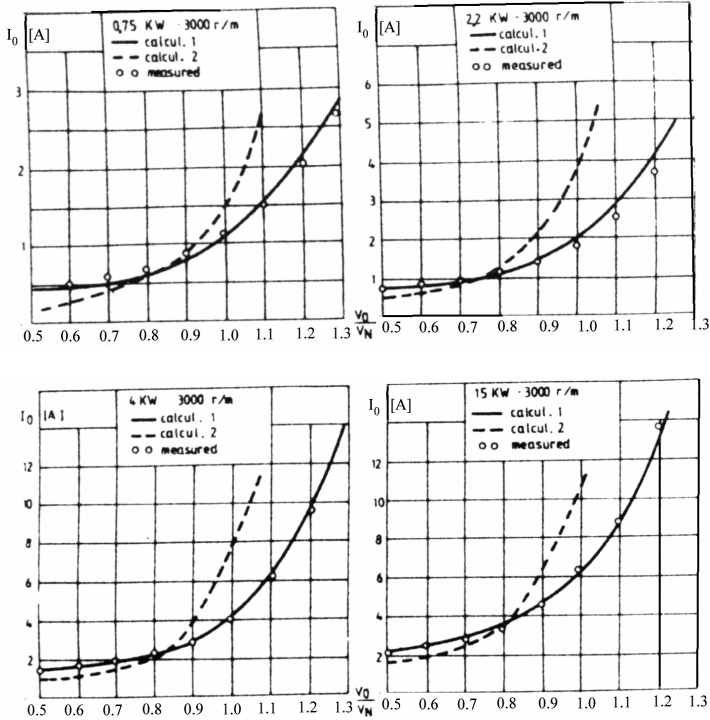 I0 [A]
0,75 KW - 3000 r/m
calcul. 1
calcul. 2
measured
3
2
1
0.5 0.6 0.7 0.8 0.9 1.0 1.1 1.2 1.3
V0
VN
I0 [A]
2,2 KW - 3000 r/m
calcul. 1
calcul. 2
measured
6
5
4
3
2
1
0.5 0.6 0.7 0.8 0.9 1.0 1.1 1.2 1.3
I0 [A]
4 KW 3000 r/m
calcul. 1
calcul. 2
measured
12
10
8
6
4
2
0.5 0.6 0.7 0.8 0.9 1.0 1.1 1.2 1.3
V0
VN
I0 [A]
15 KW - 3000 r/m
calcul. 1
calcul. 2
measured
12
10
8
6
4
2
0.5 0.6 0.7 0.8 0.9 1.0 1.1 1.2 1.3